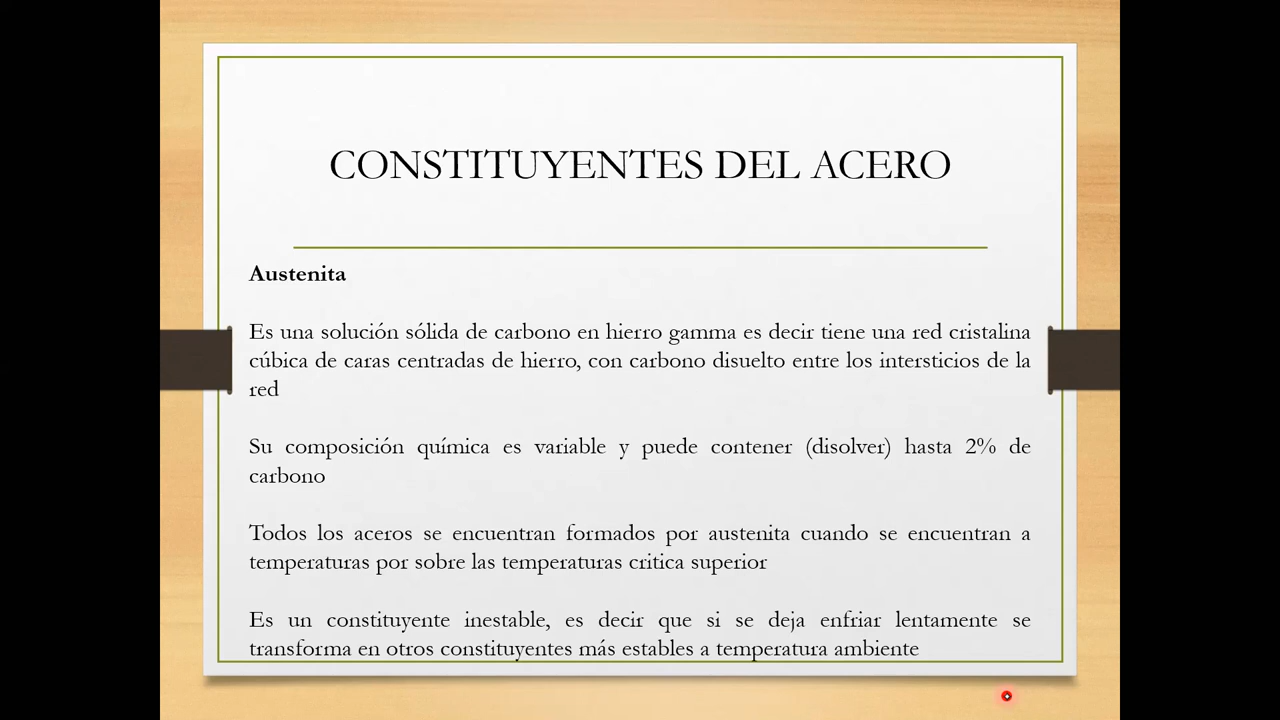 CONSTITUYENTES DEL ACERO
Austenita
Es una solución sólida de carbono en hierro gamma es decir tiene una red cristalina
cúbica de caras centradas de hierro, con carbono disuelto entre los intersticios de la
red
Su composición química es variable y puede contener (disolver) hasta 2% de
carbono
Todos los aceros se encuentran formados por austenita cuando se encuentran a
temperaturas por sobre las temperaturas critica superior
Es un constituyente inestable, es decir que si se deja enfriar lentamente se
transforma en otros constituyentes más estables a temperatura ambiente